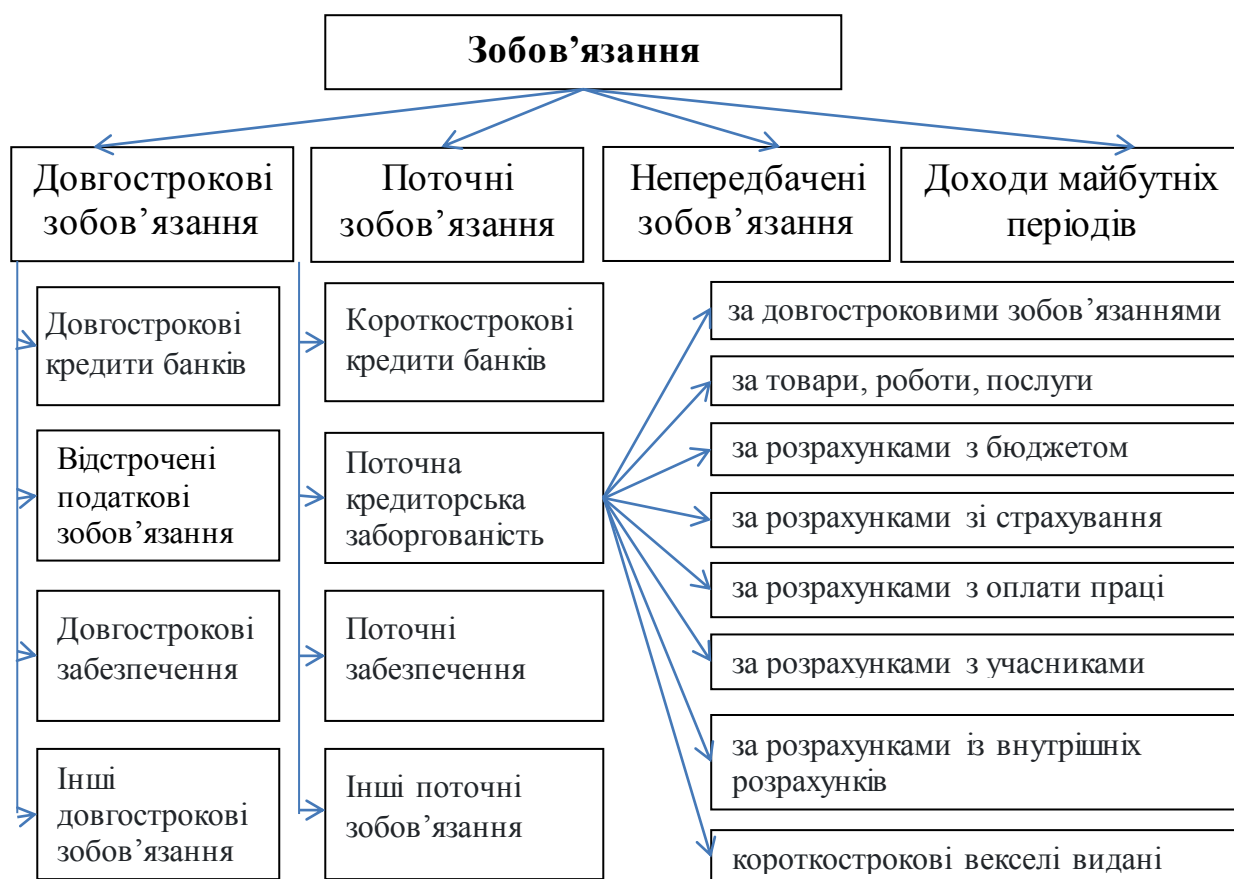 Зобов’язання
Довгострокові
зобов’язання
Поточні
зобов’язання
Непередбачені
зобов’язання
Доходи майбутніх
періодів
Довгострокові
кредити банків
Відстрочені
податкові
зобов’язання
Довгострокові
забезпечення
Інші
довгострокові
зобов’язання
Короткострокові
кредити банків
Поточна
кредиторська
заборгованість
Поточні
забезпечення
Інші поточні
зобов’язання
за довгостроковими зобов’язаннями
за товари, роботи, послуги
за розрахунками з бюджетом
за розрахунками зі страхування
за розрахунками з оплати праці
за розрахунками з учасниками
за розрахунками із внутрішніх
розрахунків
короткострокові векселі видані